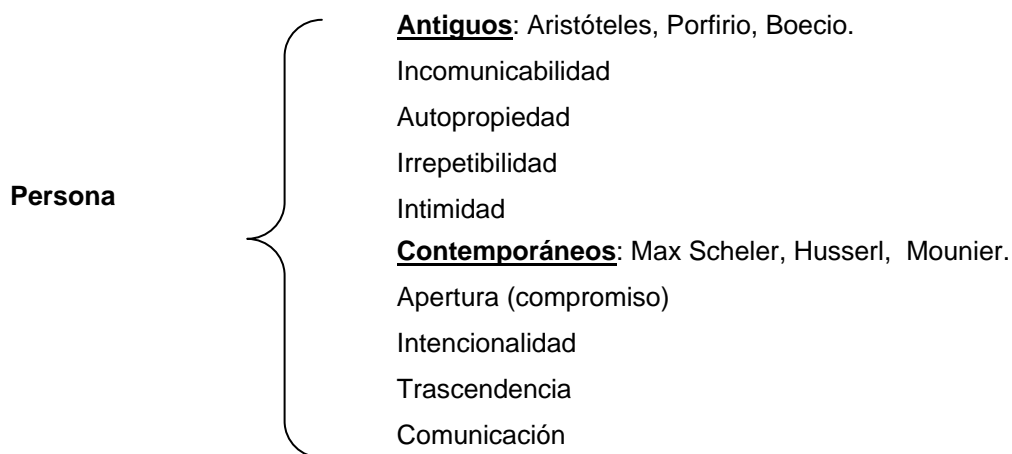 Persona
Antiguos: Aristóteles, Porfirio, Boecio.
Incomunicabilidad
Autopropiedad
Irrepetibilidad
Intimidad
Contemporáneos: Max Scheler, Husserl, Mounier.
Apertura (compromiso)
Intencionalidad
Trascendencia
Comunicación